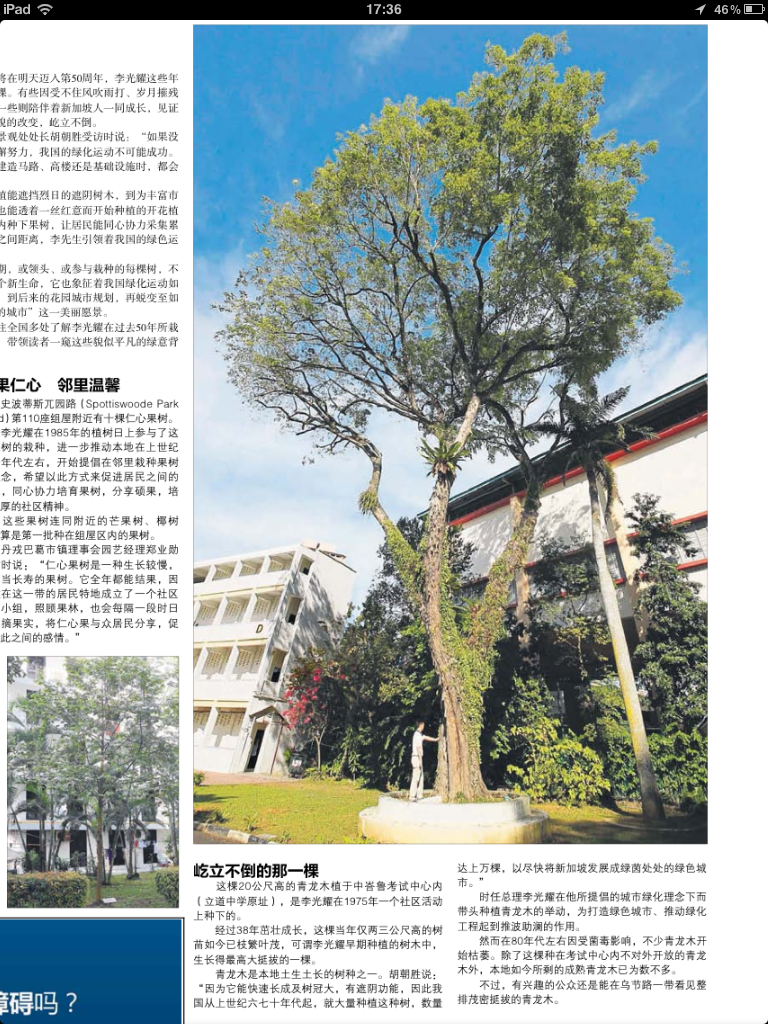 iPad
17:36
46%
将在明天迈入第50周年，李光耀这些年
棵。有些因受不住风吹雨打、岁月摧残
一些则陪伴着新加坡人一同成长，见证
貌的改变，屹立不倒。
景观处处长胡朝胜受访时说：“如果没
懈努力，我国的绿化运动不可能成功。
建造马路、高楼还是基础设施时，都会
植能遮挡烈日的遮阴树木，到为丰富市
也能透着一丝红意而开始种植的开花植
内种下果树，让居民能同心协力采集累
之间距离，李先生引领着我国的绿色运
期，或领头、或参与栽种的每棵树，不
个新生命，它也象征着我国绿化运动如
到后来的花园城市规划，再蜕变至如
的城市”这一美丽愿景。
往全国多处了解李光耀在过去50年所栽
带领读者一窥这些貌似平凡的绿意背
果仁心 邻里温馨
史波蒂斯兀园路（Spottiswoode Park
d）第110座组屋附近有十棵仁心果树。
李光耀在1985年的植树日上参与了这
树的栽种，进一步推动本地在上世纪
年代左右，开始提倡在邻里栽种果树
念，希望以此方式来促进居民之间的
，同心协力培育果树，分享硕果，培
厚的社区精神。
这些果树连同附近的芒果树、椰树
算是第一批种在组屋区内的果树。
丹戎巴葛市镇理事会园艺经理郑业勋
时说：“仁心果树是一种生长较慢，
当长寿的果树。它全年都能结果，因
在这一带的居民特地成立了一个社区
小组，照顾果林，也会每隔一段时日
摘果实，将仁心果与众居民分享，促
此之间的感情。”
D
屹立不倒的那一棵
这棵20公尺高的青龙木植于中峇鲁考试中心内
（立道中学原址），是李光耀在1975年一个社区活动
上种下的。
经过38年茁壮成长，这棵当年仅两三公尺高的树
苗如今已枝繁叶茂，可谓李光耀早期种植的树木中，
生长得最高大挺拔的一棵。
青龙木是本地土生土长的树种之一。胡朝胜说：
“因为它能快速长成及树冠大，有遮阴功能，因此我
国从上世纪六七十年代起，就大量种植这种树，数量
达上万棵，以尽快将新加坡发展成绿茵处处的绿色城
市。”
时任总理李光耀在他所提倡的城市绿化理念下而
带头种植青龙木的举动，为打造绿色城市、推动绿化
工程起到推波助澜的作用。
然而在80年代左右因受菌毒影响，不少青龙木开
始枯萎。除了这棵种在考试中心内不对外开放的青龙
木外，本地如今所剩的成熟青龙木已为数不多。
不过，有兴趣的公众还是能在乌节路一带看见整
排茂密挺拔的青龙木。
障碍吗？